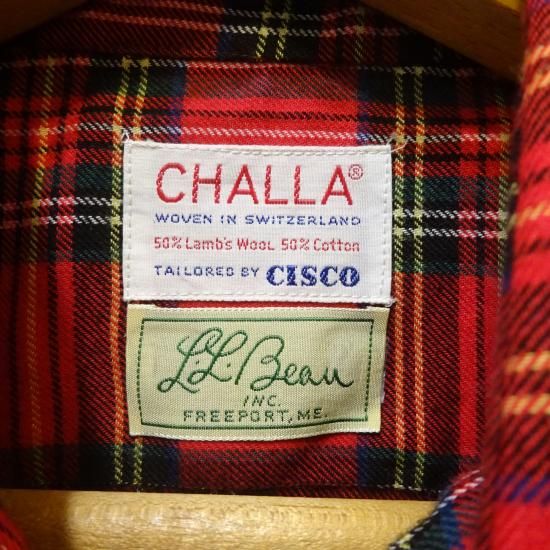 CHALLA®
WOVEN IN SWITZERLAND
50% Lamb's Wool 50% Cotton
TAILORED BY CISCO
L.L.Bean
INC.
FREEPORT, ME.